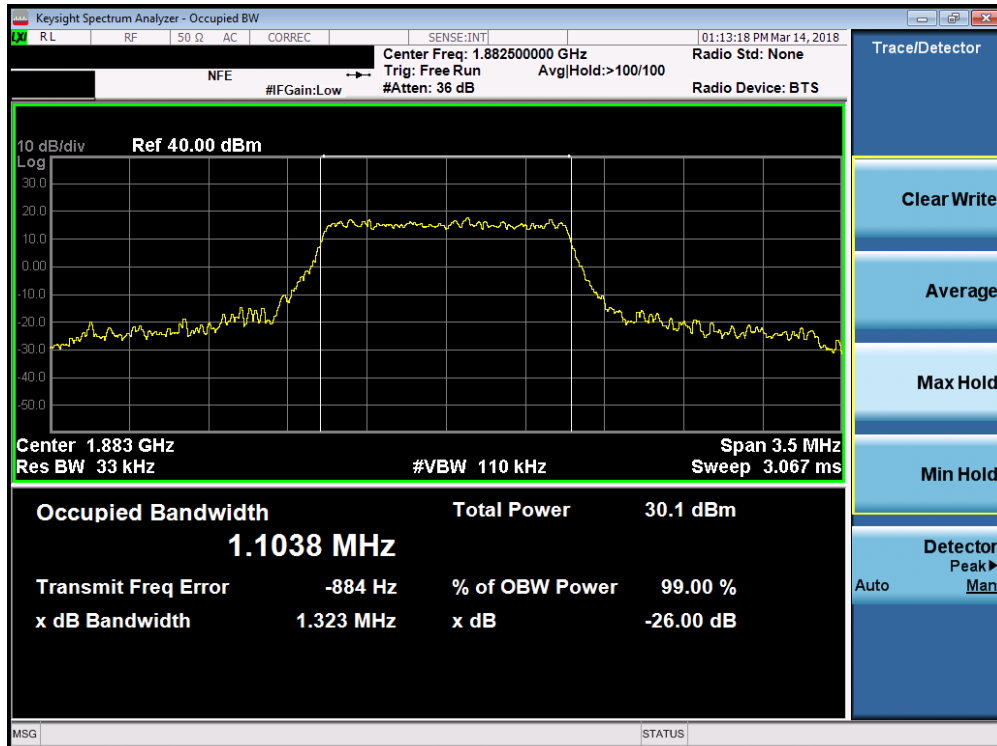 Keysight Spectrum Analyzer - Occupied BW
LXI RL RF 50 Ω AC CORREC SENSE:INT 01:13:18 PM Mar 14, 2018
Center Freq: 1.882500000 GHz Radio Std: None
NFE Trig: Free Run Avg|Hold:>100/100
#IFGain:Low #Atten: 36 dB Radio Device: BTS
10 dB/div Ref 40.00 dBm
Log
30.0
20.0
10.0
0.00
-10.0
-20.0
-30.0
-40.0
-50.0
Center 1.883 GHz Span 3.5 MHz
Res BW 33 kHz #VBW 110 kHz Sweep 3.067 ms
Occupied Bandwidth Total Power 30.1 dBm
1.1038 MHz
Transmit Freq Error -884 Hz % of OBW Power 99.00 %
x dB Bandwidth 1.323 MHz x dB -26.00 dB
MSG STATUS
Trace/Detector
Clear Write
Average
Max Hold
Min Hold
Detector
Peak▶
Auto Man